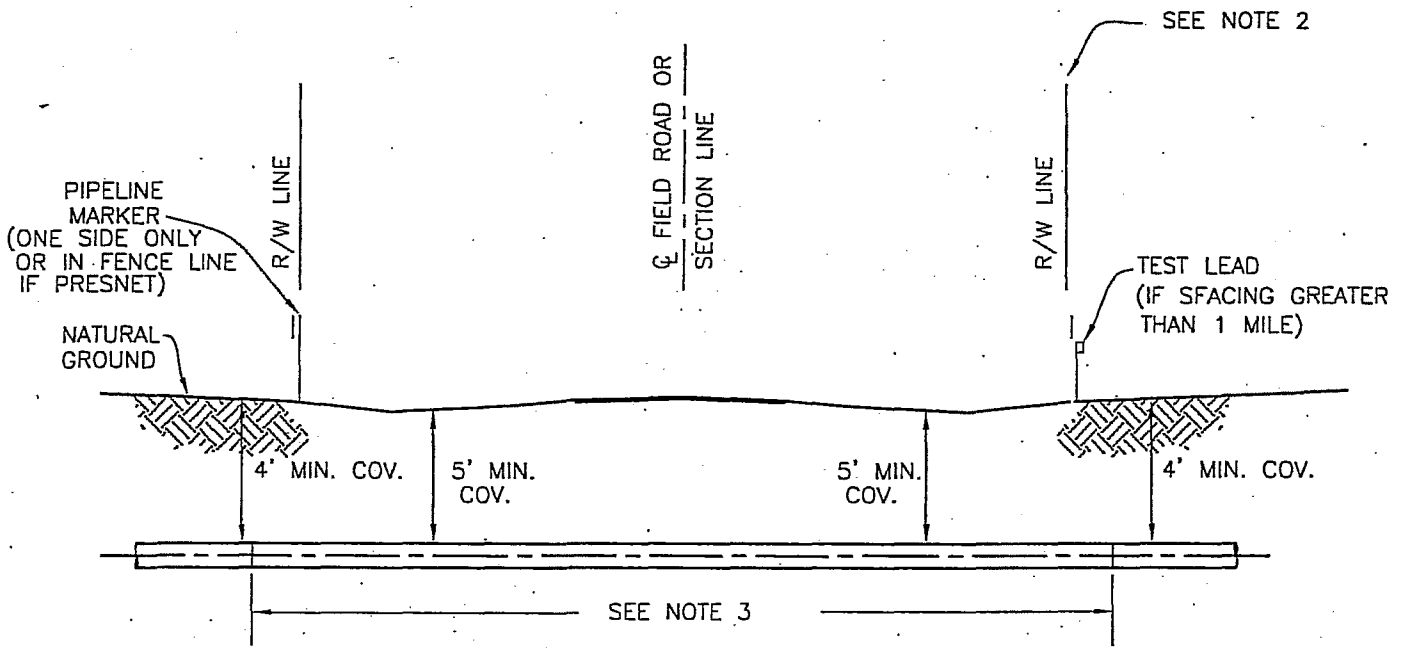 SEE NOTE 2
R/W LINE
℄ FIELD ROAD OR
SECTION LINE
R/W LINE
PIPELINE
MARKER
(ONE SIDE ONLY
OR IN FENCE LINE
IF PRESNET)
NATURAL
GROUND
TEST LEAD
(IF SFACING GREATER
THAN 1 MILE)
4' MIN. COV.
5' MIN.
COV.
5' MIN.
COV.
4' MIN. COV.
SEE NOTE 3